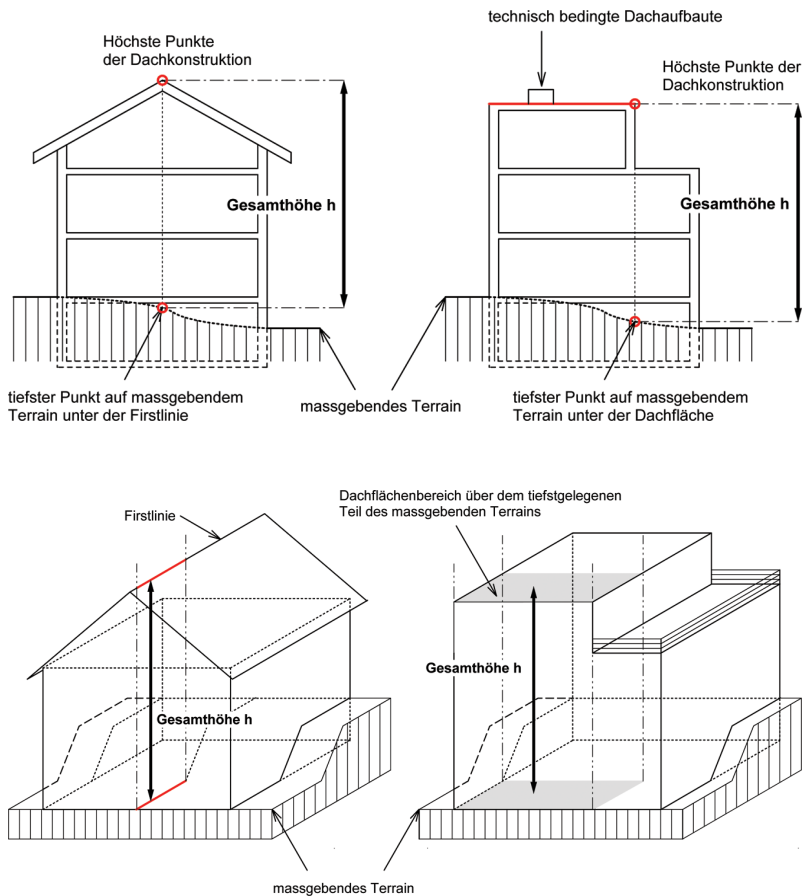 technisch bedingte Dachaufbaute
Höchste Punkte
der Dachkonstruktion
Höchste Punkte der
Dachkonstruktion
Gesamthöhe h
Gesamthöhe h
tiefster Punkt auf massgebendem
Terrain unter der Firstlinie
massgebendes Terrain
tiefster Punkt auf massgebendem
Terrain unter der Dachfläche
Dachflächenbereich über dem tiefstgelegenen
Teil des massgebenden Terrains
Firstlinie
Gesamthöhe h
Gesamthöhe h
massgebendes Terrain